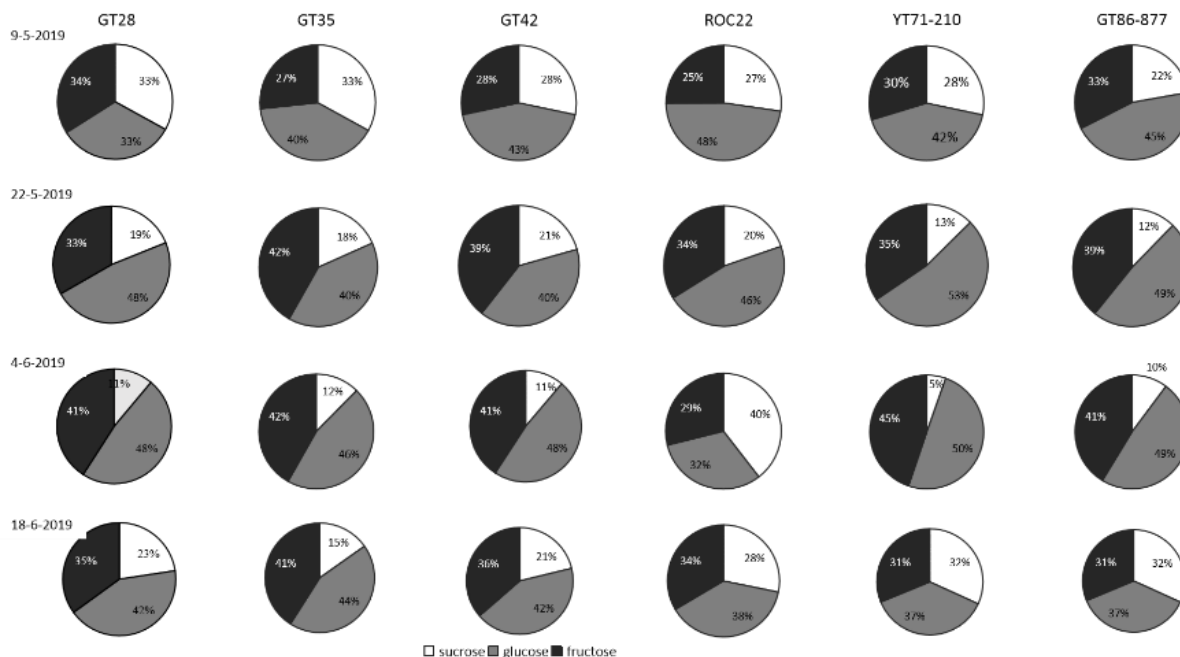 GT28 GT35 GT42 ROC22 YT71-210 GT86-877
9-5-2019
34% 33% 27% 33% 28% 28% 25% 27% 30% 28% 33% 22%
33% 40% 43% 48% 42% 45%
22-5-2019
33% 19% 42% 18% 39% 21% 34% 20% 35% 13% 39% 12%
48% 40% 40% 46% 53% 49%
4-6-2019
41% 11% 42% 12% 41% 11% 29% 40% 45% 5% 41% 10%
48% 46% 48% 32% 50% 49%
18-6-2019
35% 23% 41% 15% 36% 21% 34% 28% 31% 32% 31% 32%
42% 44% 42% 38% 37% 37%
sucrose glucose fructose